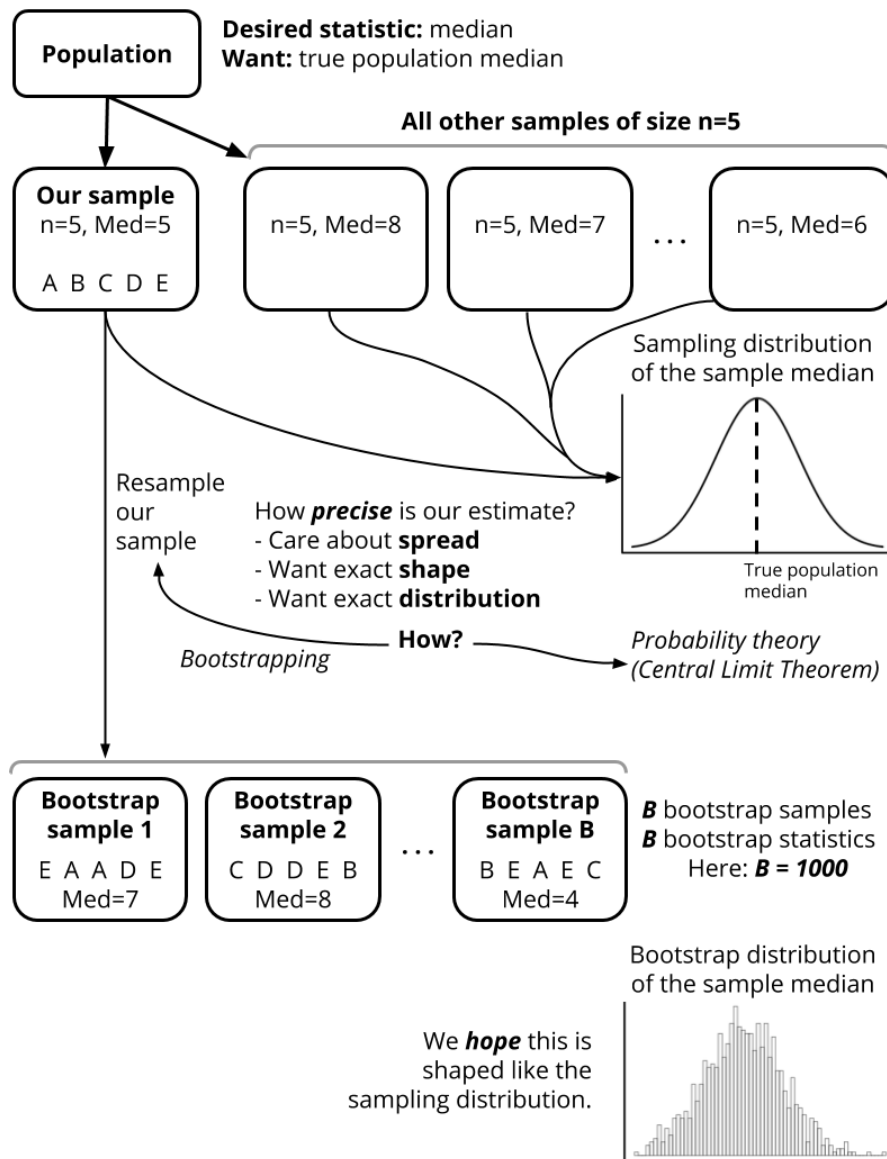 Population
Desired statistic: median
Want: true population median
All other samples of size n=5
Our sample
n=5, Med=5
A B C D E
n=5, Med=8
n=5, Med=7
...
n=5, Med=6
Sampling distribution
of the sample median
True population
median
Resample
our
sample
How precise is our estimate?
- Care about spread
- Want exact shape
- Want exact distribution
How?
Bootstrapping
Probability theory
(Central Limit Theorem)
Bootstrap
sample 1
E A A D E
Med=7
Bootstrap
sample 2
C D D E B
Med=8
...
Bootstrap
sample B
B E A E C
Med=4
B bootstrap samples
B bootstrap statistics
Here: B = 1000
Bootstrap distribution
of the sample median
We hope this is
shaped like the
sampling distribution.